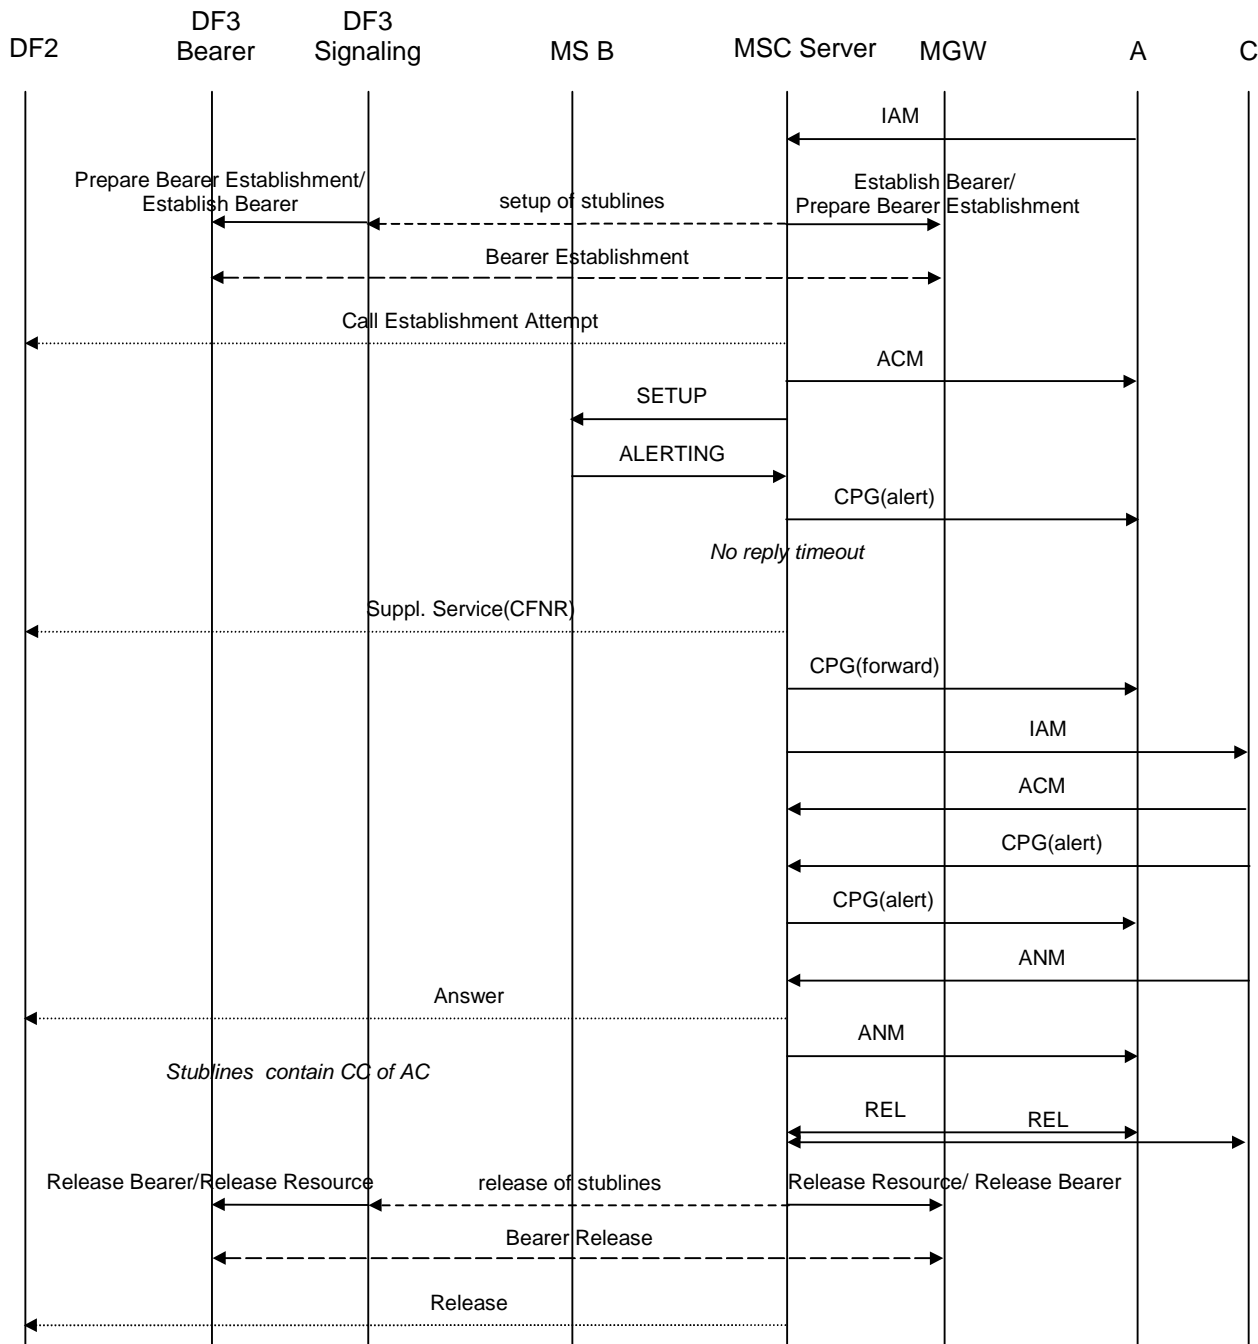 DF2
DF3
Bearer
DF3
Signaling
MS B
MSC Server
MGW
A
C
IAM
Prepare Bearer Establishment/
Establish Bearer
setup of stublines
Establish Bearer/
Prepare Bearer Establishment
Bearer Establishment
Call Establishment Attempt
ACM
SETUP
ALERTING
CPG(alert)
No reply timeout
Suppl. Service(CFNR)
CPG(forward)
IAM
ACM
CPG(alert)
CPG(alert)
ANM
Answer
ANM
Stublines contain CC of AC
REL
REL
Release Bearer/Release Resource
release of stublines
Release Resource/ Release Bearer
Bearer Release
Release